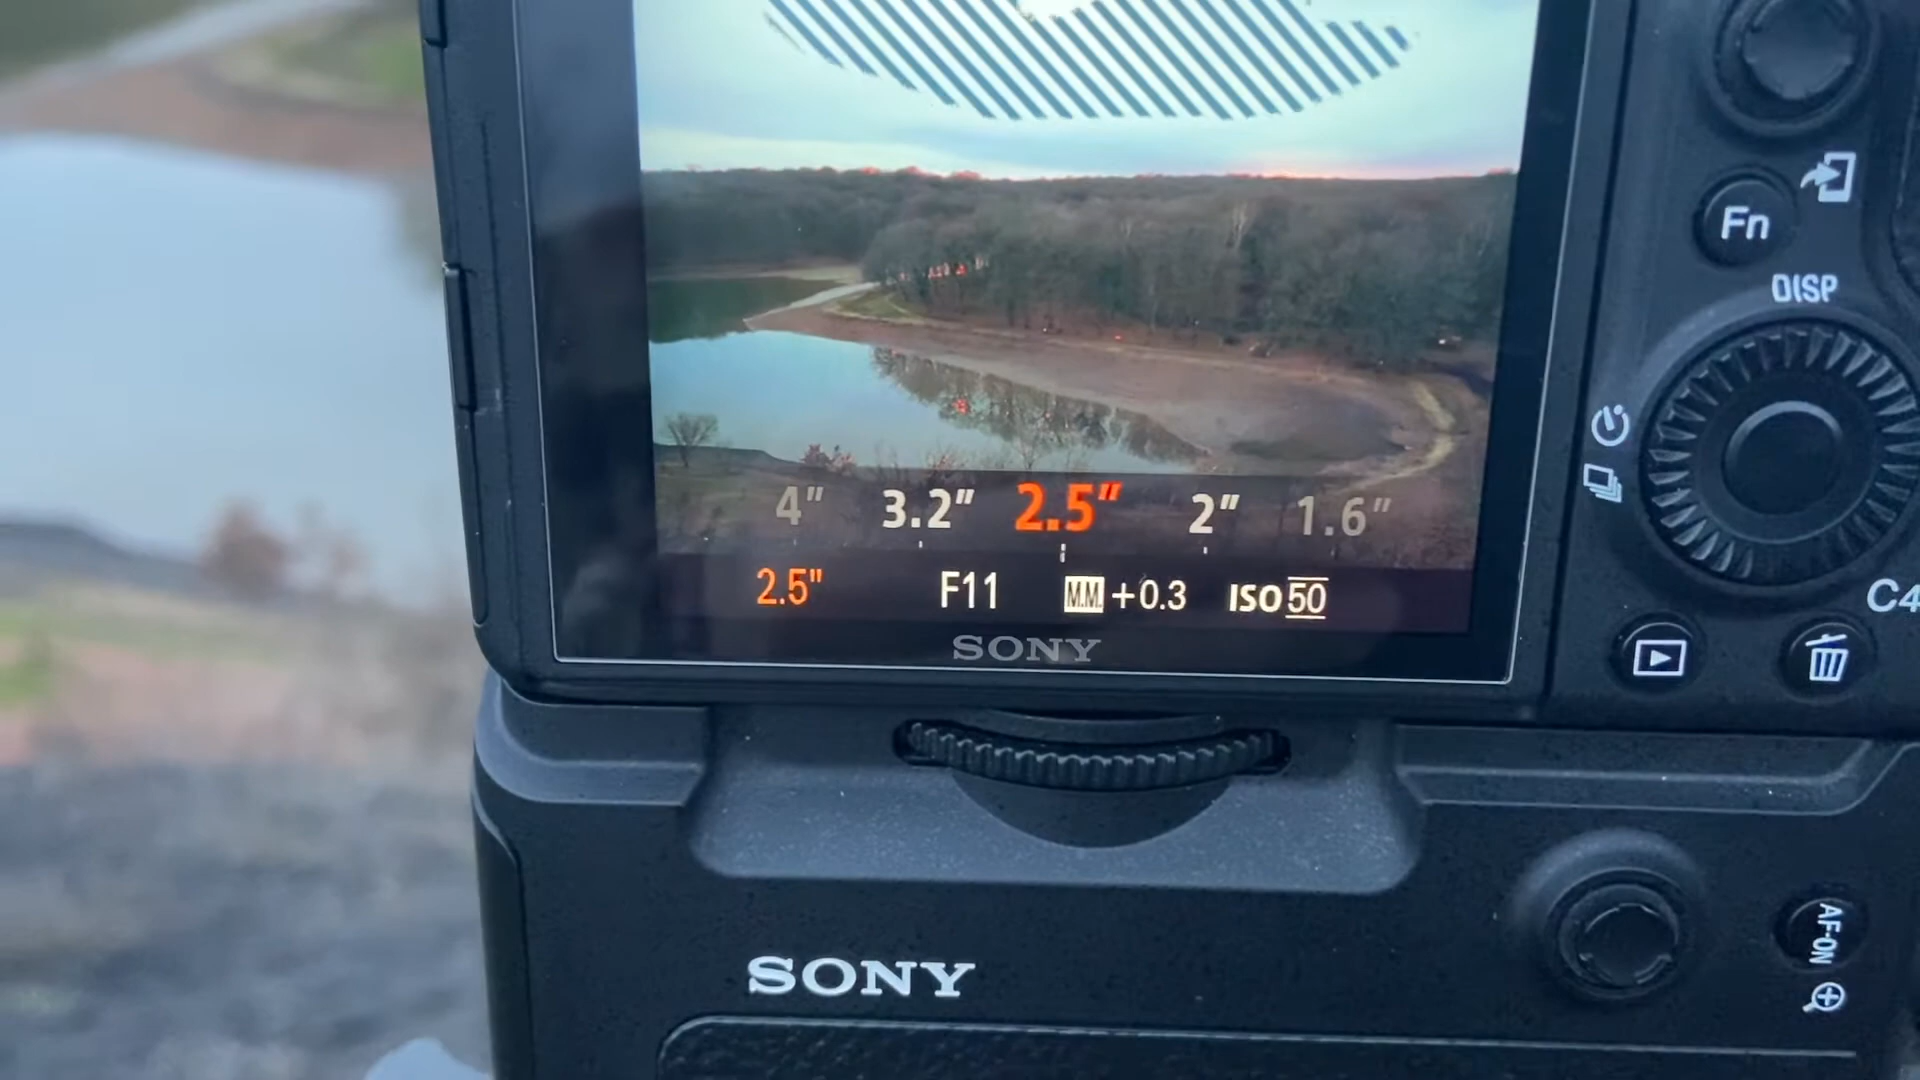 Fn
DISP
4" 3.2" 2.5" 2" 1.6"
2.5" F11 M.M. +0.3 ISO 50
C4
SONY
SONY
AF-ON